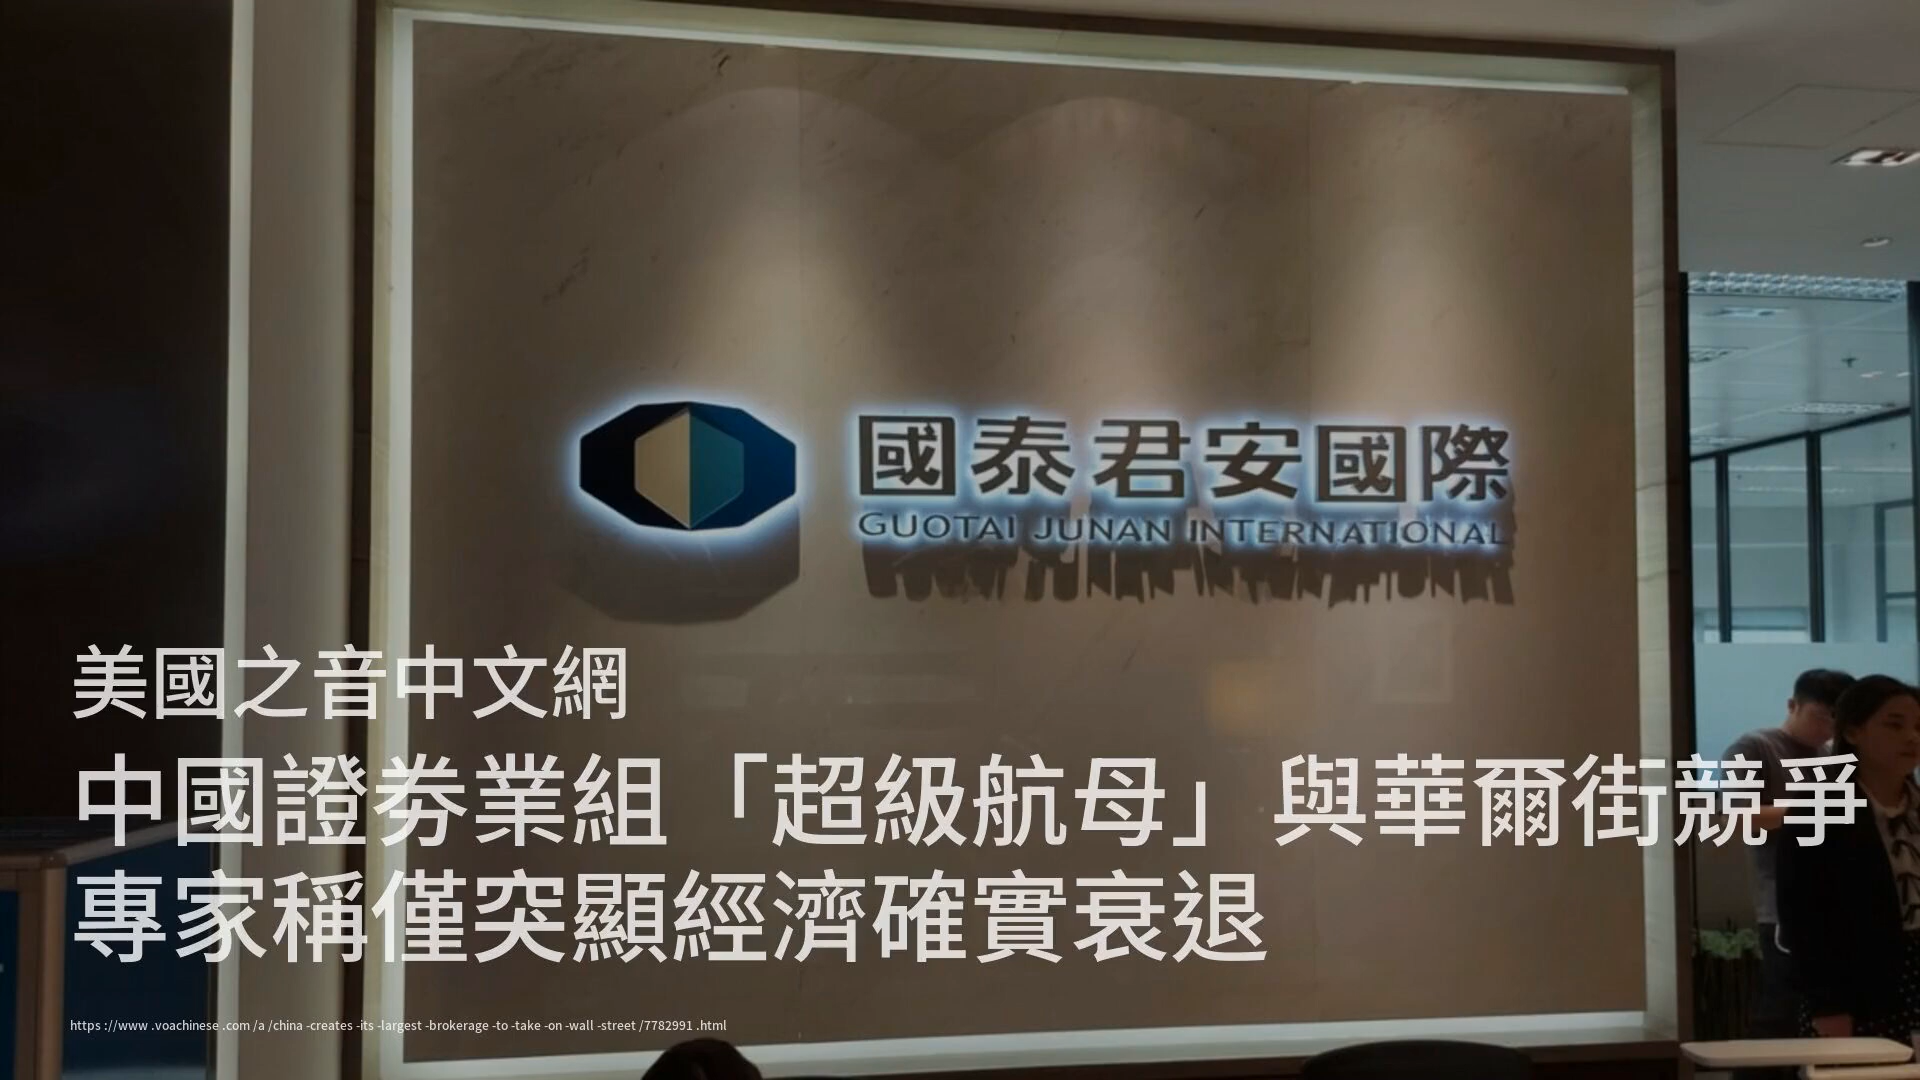 國泰君安國際
GUOTAI JUNAN INTERNATIONAL
美國之音中文網
中國證券業組「超級航母」與華爾街競爭
專家稱僅突顯經濟確實衰退
https ://www .voachinese .com /a /china -creates -its -largest -brokerage -to -take -on -wall -street /7782991 .html